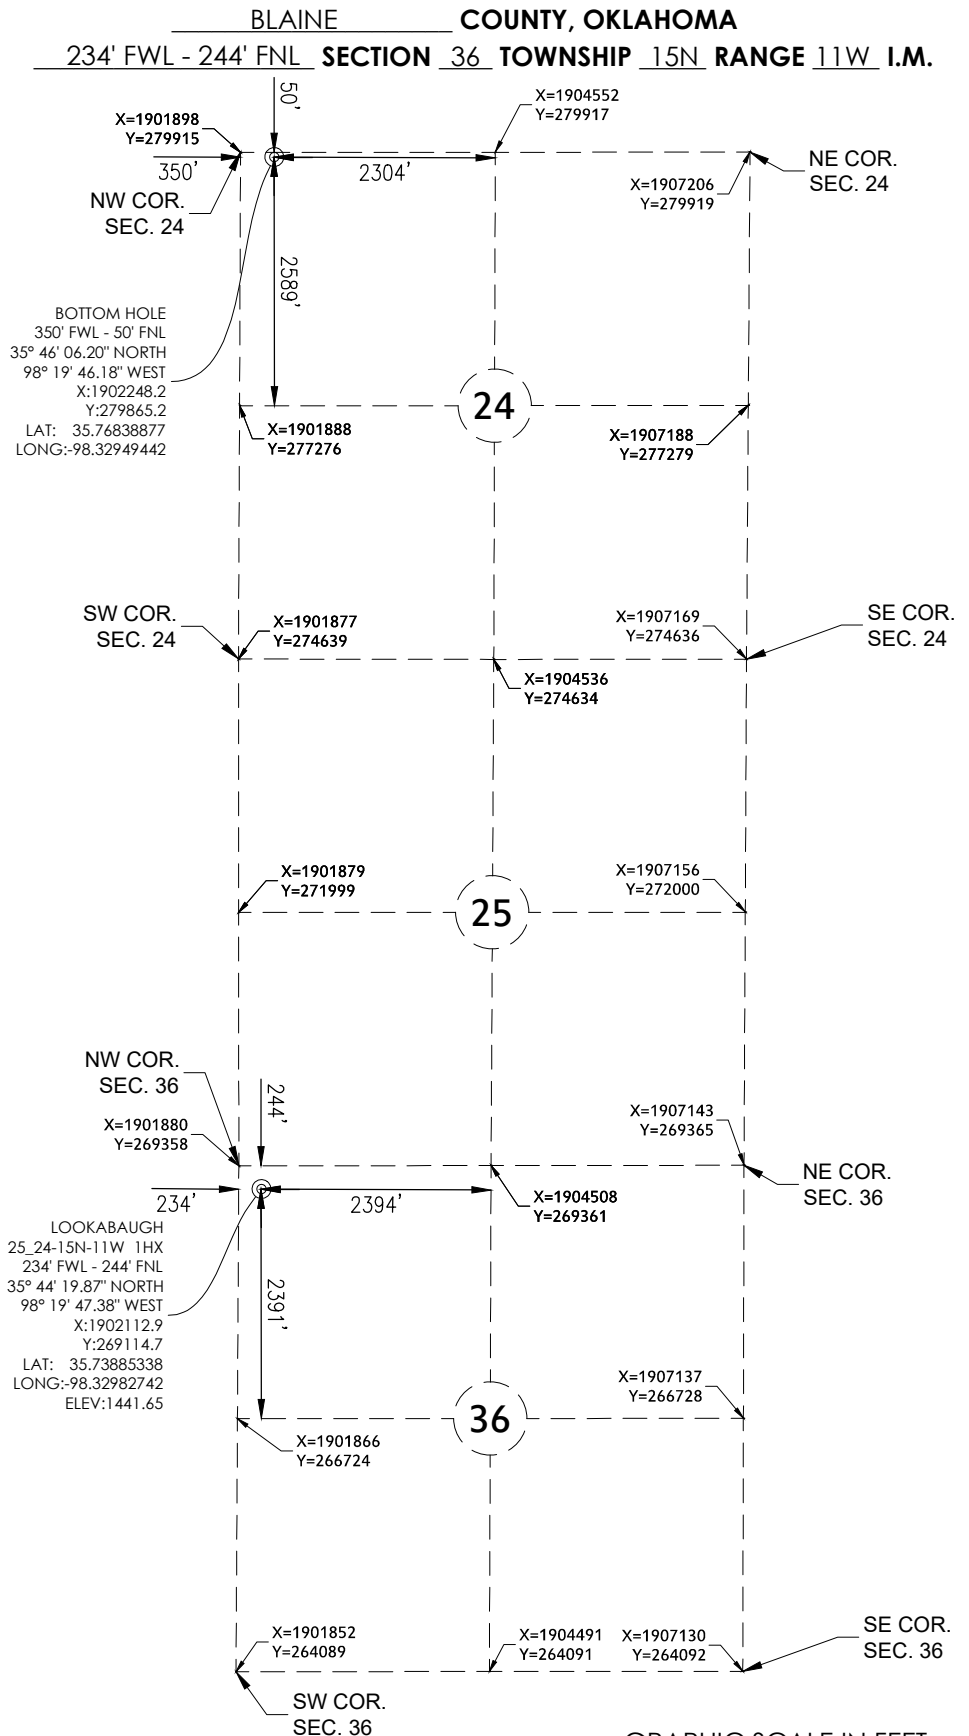 BLAINE COUNTY, OKLAHOMA
234' FWL - 244' FNL SECTION 36 TOWNSHIP 15N RANGE 11W I.M.
50'
X=1904552
Y=279917
X=1901898
Y=279915
350'
2304'
NE COR.
SEC. 24
X=1907206
Y=279919
NW COR.
SEC. 24
2589'
BOTTOM HOLE
350' FWL - 50' FNL
35° 46' 06.20" NORTH
98° 19' 46.18" WEST
X:1902248.2
Y:279865.2
LAT: 35.76838877
LONG:-98.32949442
24
X=1901888
Y=277276
X=1907188
Y=277279
SW COR.
SEC. 24
X=1901877
Y=274639
X=1907169
Y=274636
SE COR.
SEC. 24
X=1904536
Y=274634
X=1901879
Y=271999
X=1907156
Y=272000
25
NW COR.
SEC. 36
244'
X=1901880
Y=269358
X=1907143
Y=269365
NE COR.
SEC. 36
234'
2394'
X=1904508
Y=269361
LOOKABAUGH
25_24-15N-11W 1HX
234' FWL - 244' FNL
35° 44' 19.87" NORTH
98° 19' 47.38" WEST
X:1902112.9
Y:269114.7
LAT: 35.73885338
LONG:-98.32982742
ELEV:1441.65
2391'
X=1907137
Y=266728
36
X=1901866
Y=266724
X=1901852
Y=264089
X=1904491
Y=264091
X=1907130
Y=264092
SE COR.
SEC. 36
SW COR.
SEC. 36
GRAPHIC SCALE IN FEET